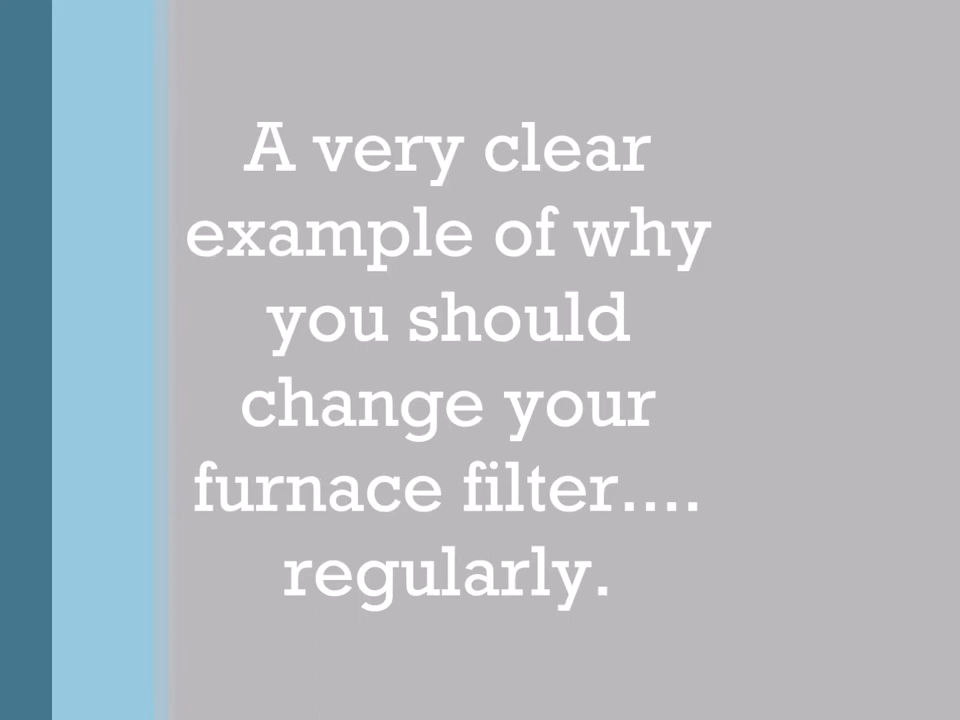 A very clear
example of why
you should
change your
furnace filter....
regularly.